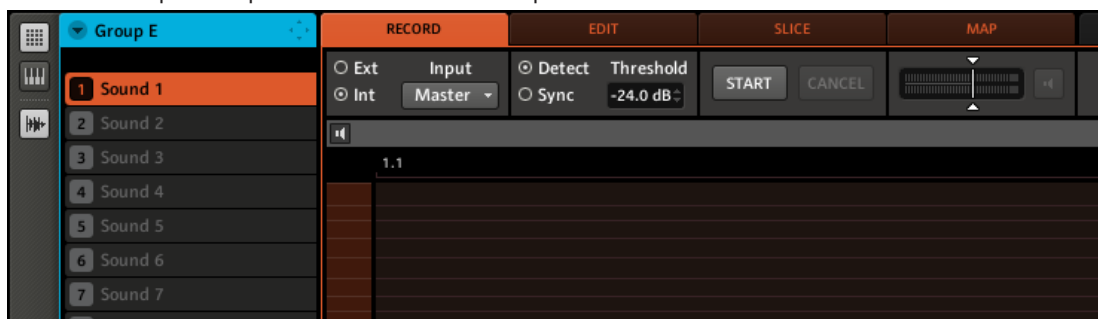 Group E
RECORD EDIT SLICE MAP
Ext Input Detect Threshold
Int Master Sync -24.0 dB START CANCEL
1 Sound 1
2 Sound 2
3 Sound 3
1.1
4 Sound 4
5 Sound 5
6 Sound 6
7 Sound 7